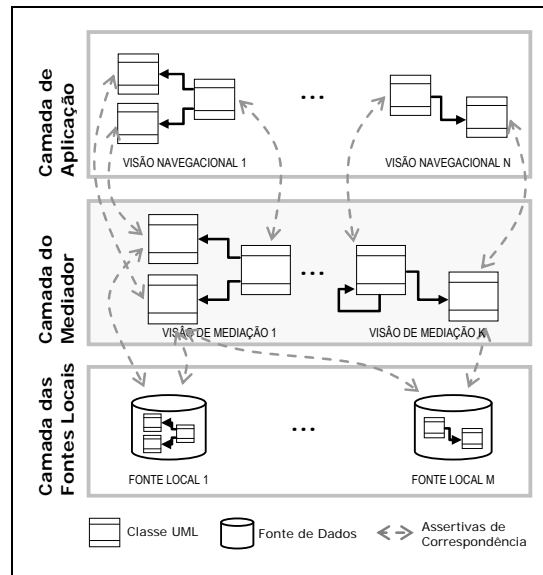 Camada de
Aplicação
...
VISÃO NAVEGACIONAL 1
VISÃO NAVEGACIONAL N
Camada do
Mediador
...
VISÃO DE MEDIAÇÃO 1
VISÃO DE MEDIAÇÃO K
Camada das
Fontes Locais
...
FONTE LOCAL 1
FONTE LOCAL M
Classe UML
Fonte de Dados
Assertivas de
Correspondência